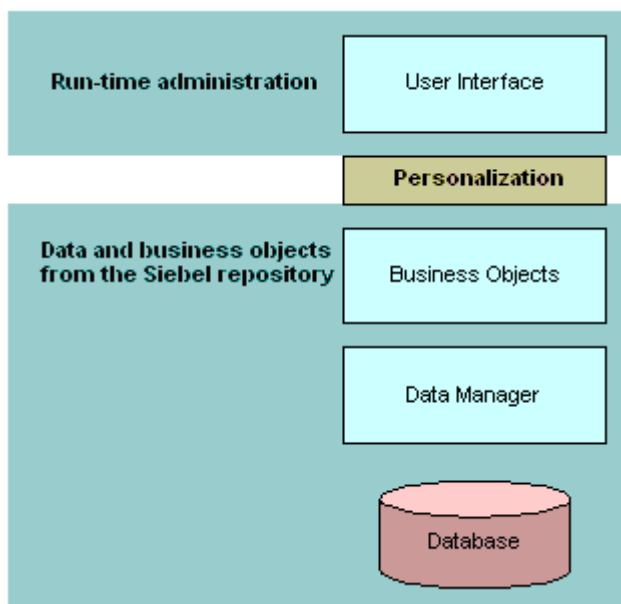 Run-time administration
User Interface
Personalization
Data and business objects
from the Siebel repository
Business Objects
Data Manager
Database